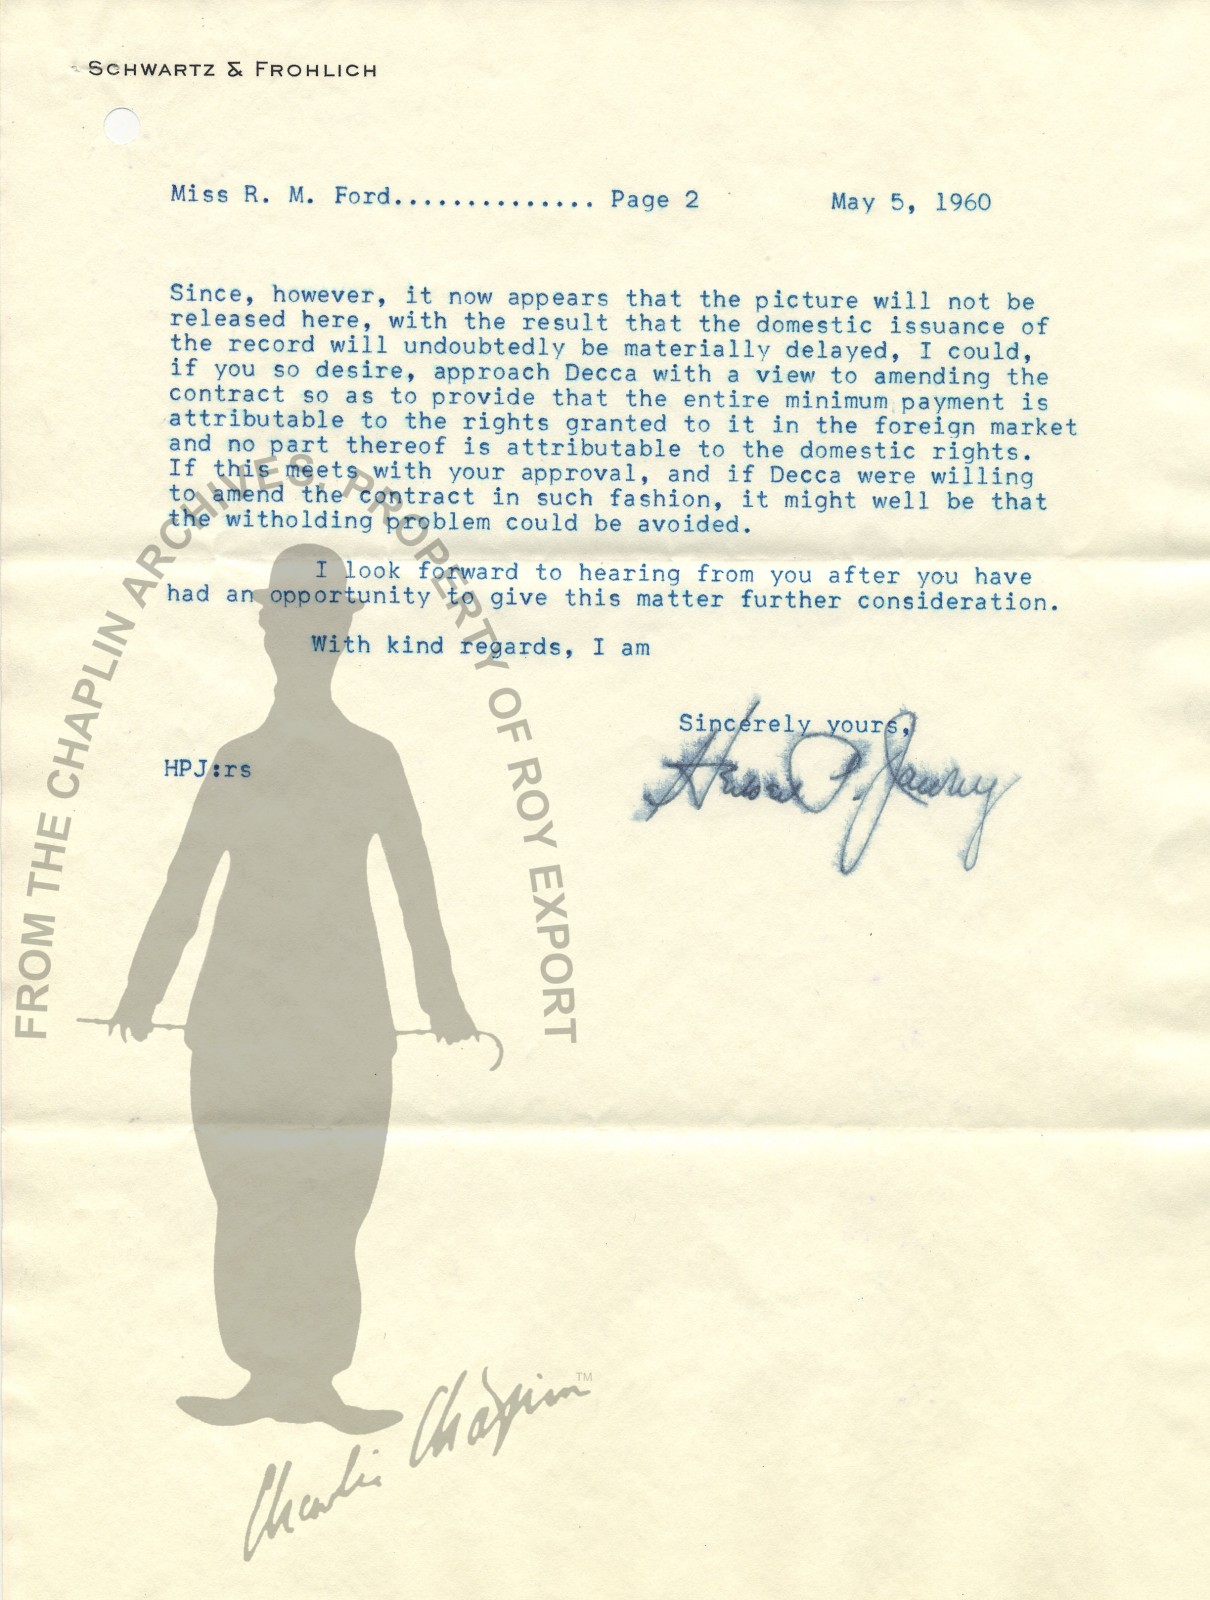 SCHWARTZ & FROHLICH
Miss R. M. Ford.............. Page 2 May 5, 1960
Since, however, it now appears that the picture will not be
released here, with the result that the domestic issuance of
the record will undoubtedly be materially delayed, I could,
if you so desire, approach Decca with a view to amending the
contract so as to provide that the entire minimum payment is
attributable to the rights granted to it in the foreign market
and no part thereof is attributable to the domestic rights.
If this meets with your approval, and if Decca were willing
to amend the contract in such fashion, it might well be that
the witholding problem could be avoided.
I look forward to hearing from you after you have
had an opportunity to give this matter further consideration.
With kind regards, I am
Sincerely yours,
P.
HPJ:rs
FROM THE CHAPLIN ARCHIVES, PROPERTY OF ROY EXPORT
Charlie Chaplin TM